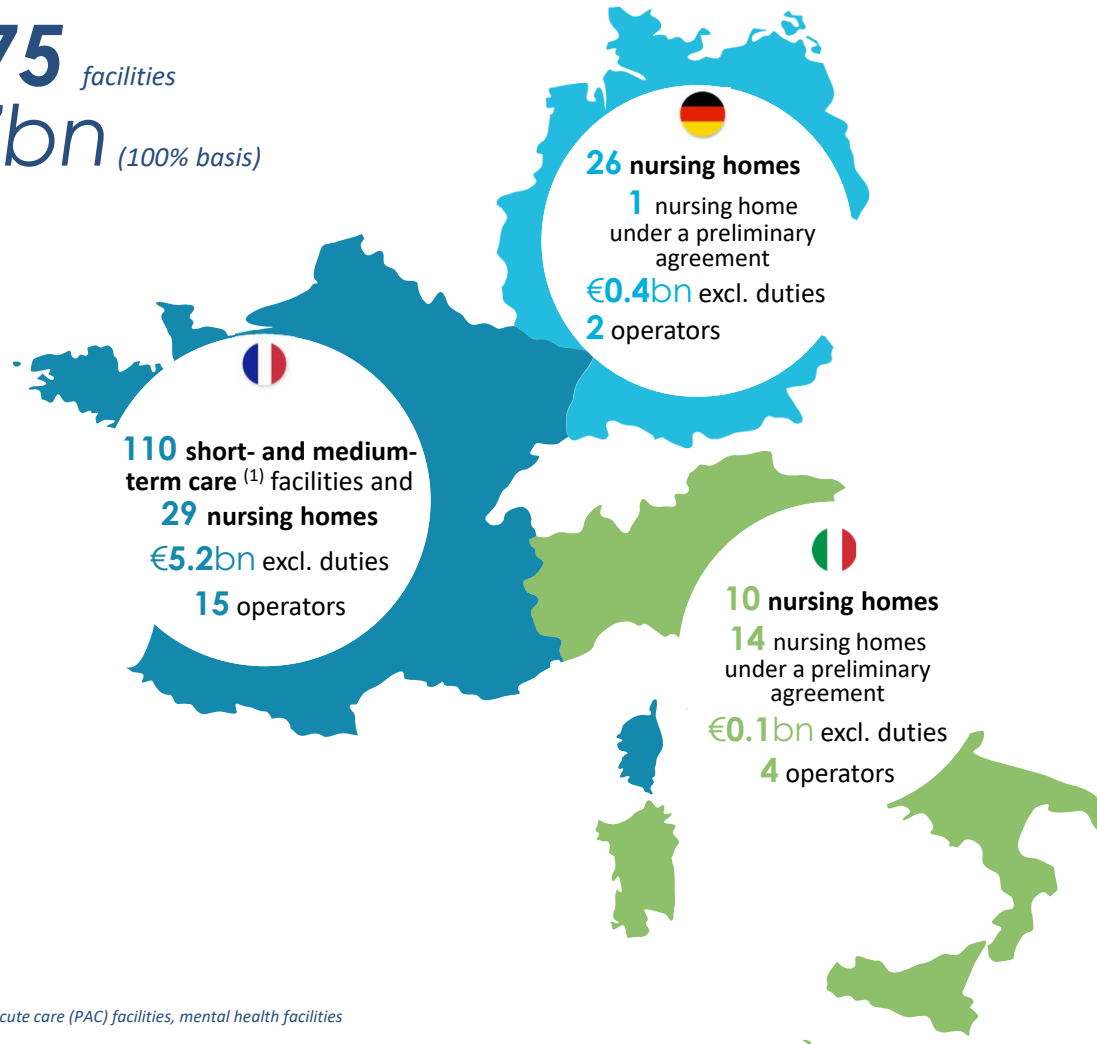 75 facilities
bn (100% basis)
26 nursing homes
1 nursing home
under a preliminary
agreement
€0.4bn excl. duties
2 operators
110 short- and medium-
term care (1) facilities and
29 nursing homes
€5.2bn excl. duties
15 operators
10 nursing homes
14 nursing homes
under a preliminary
agreement
€0.1bn excl. duties
4 operators
cute care (PAC) facilities, mental health facilities